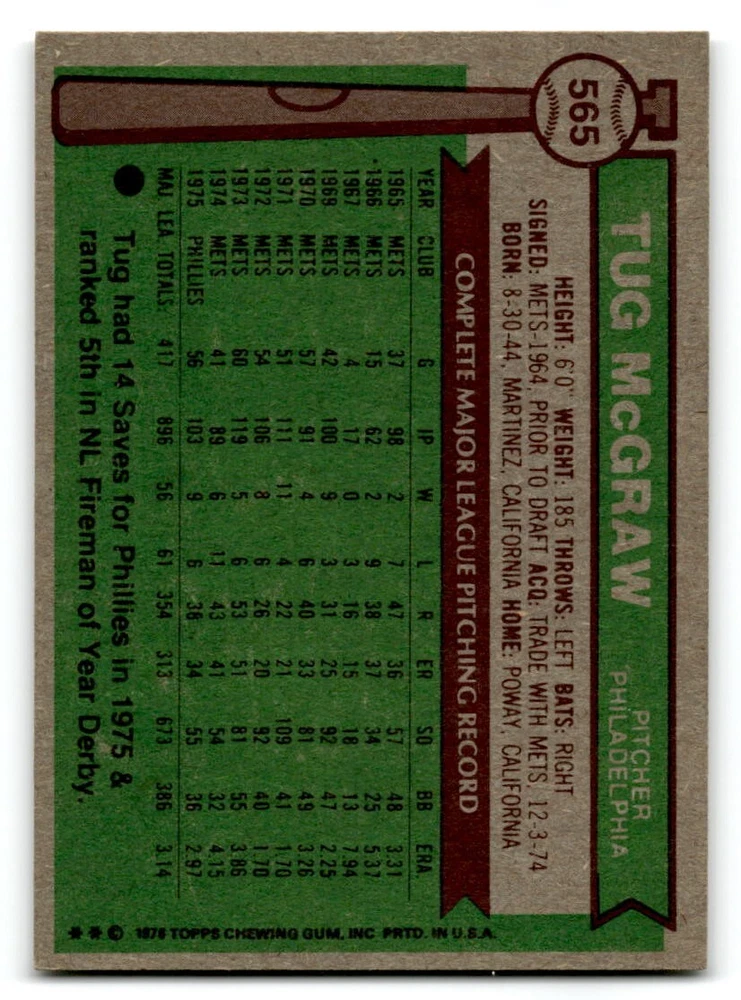 565
TUG McGRAW
PITCHER
PHILADELPHIA
HEIGHT: 6'0" WEIGHT: 185 THROWS: LEFT BATS: RIGHT
SIGNED: METS-1964, PRIOR TO DRAFT ACQ: TRADE WITH METS, 12-3-74
BORN: 8-30-44, MARTINEZ, CALIFORNIA HOME: POWAY, CALIFORNIA
COMPLETE MAJOR LEAGUE PITCHING RECORD
YEAR CLUB G IP W L R ER SO BB ERA.
1965 METS 37 98 2 7 47 36 57 48 3.31
1966 METS 15 62 2 9 38 37 34 25 5.37
1967 METS 4 17 0 3 16 15 18 13 7.94
1969 METS 42 100 9 3 31 25 92 47 2.25
1970 METS 57 91 4 6 40 33 81 49 3.26
1971 METS 51 111 11 4 22 21 109 41 1.70
1972 METS 54 106 8 6 26 20 92 40 1.70
1973 METS 60 119 5 6 53 51 81 55 3.86
1974 METS 41 89 6 11 43 41 54 32 4.15
1975 PHILLIES 56 103 9 6 38 34 55 36 2.97
MAJ. LEA. TOTALS: 417 896 56 61 354 313 673 386 3.14
Tug had 14 Saves for Phillies in 1975 &
ranked 5th in NL Fireman of Year Derby.
** © 1976 TOPPS CHEWING GUM, INC PRTD. IN U.S.A.